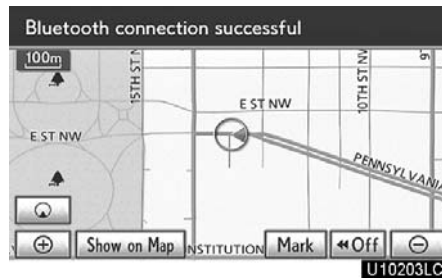 Bluetooth connection successful
100m
15TH ST N
10TH ST N
9
E ST NW
E ST NW
PENNSYLVANIA
Show on Map
NSTITUTION
Mark
Off
U10203LC